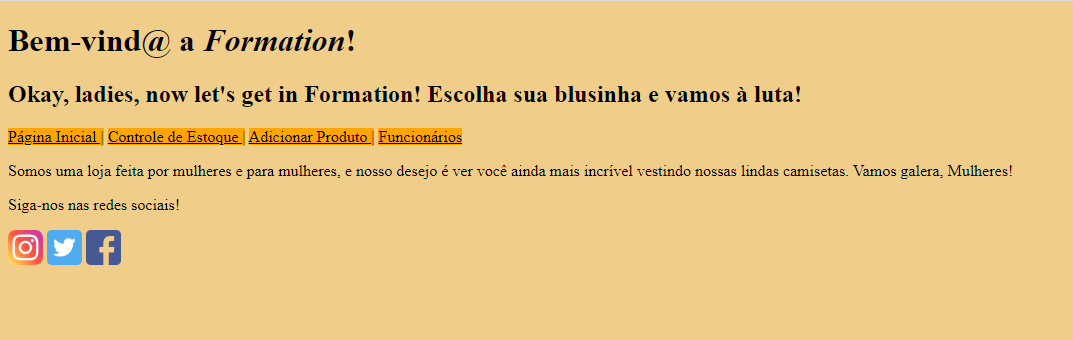 Bem-vind@ a Formation!
Okay, ladies, now let's get in Formation! Escolha sua blusinha e vamos à luta!
Página Inicial | Controle de Estoque | Adicionar Produto | Funcionários
Somos uma loja feita por mulheres e para mulheres, e nosso desejo é ver você ainda mais incrível vestindo nossas lindas camisetas. Vamos galera, Mulheres!
Siga-nos nas redes sociais!